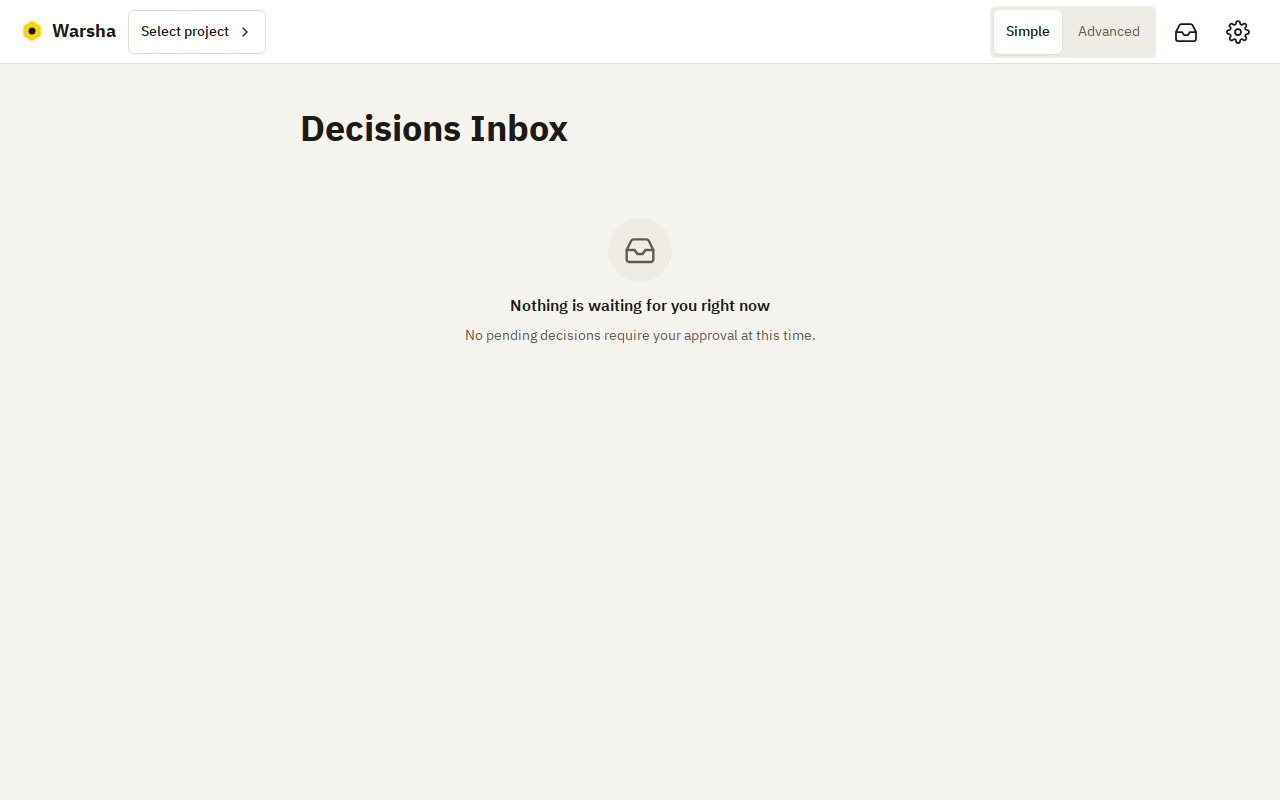 Warsha
Select project
Simple
Advanced
Decisions Inbox
Nothing is waiting for you right now
No pending decisions require your approval at this time.